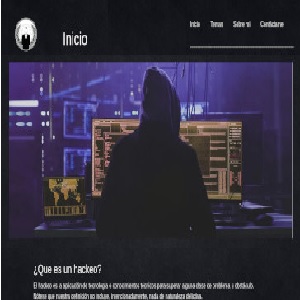 Inicio
Inicio Temas Sobre mi Contáctame
¿Que es un hackeo?
El hackeo es la aplicación de tecnología o conocimientos técnicos para superar alguna clase de problema u obstáculo.
Nótese que nuestra definición no incluye, intencionadamente, nada de naturaleza delictiva.